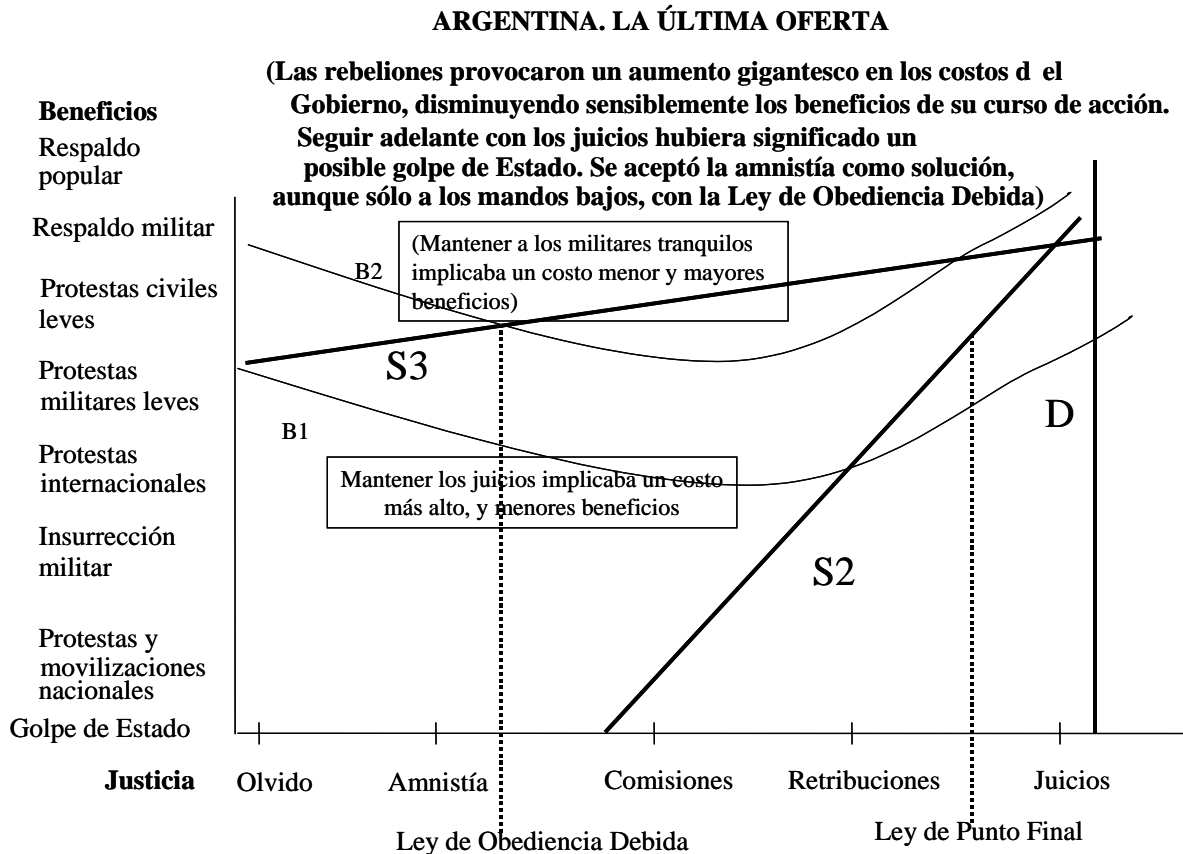 ARGENTINA. LA ÚLTIMA OFERTA
(Las rebeliones provocaron un aumento gigantesco en los costos d el
Gobierno, disminuyendo sensiblemente los beneficios de su curso de acción.
Seguir adelante con los juicios hubiera significado un
posible golpe de Estado. Se aceptó la amnistía como solución,
aunque sólo a los mandos bajos, con la Ley de Obediencia Debida)
Beneficios
Respaldo
popular
Respaldo militar
Protestas civiles
leves
Protestas
militares leves
Protestas
internacionales
Insurrección
militar
Protestas y
movilizaciones
nacionales
Golpe de Estado
B2
(Mantener a los militares tranquilos
implicaba un costo menor y mayores
beneficios)
S3
B1
D
Mantener los juicios implicaba un costo
más alto, y menores beneficios
S2
Justicia
Olvido
Amnistía
Comisiones
Retribuciones
Juicios
Ley de Obediencia Debida
Ley de Punto Final